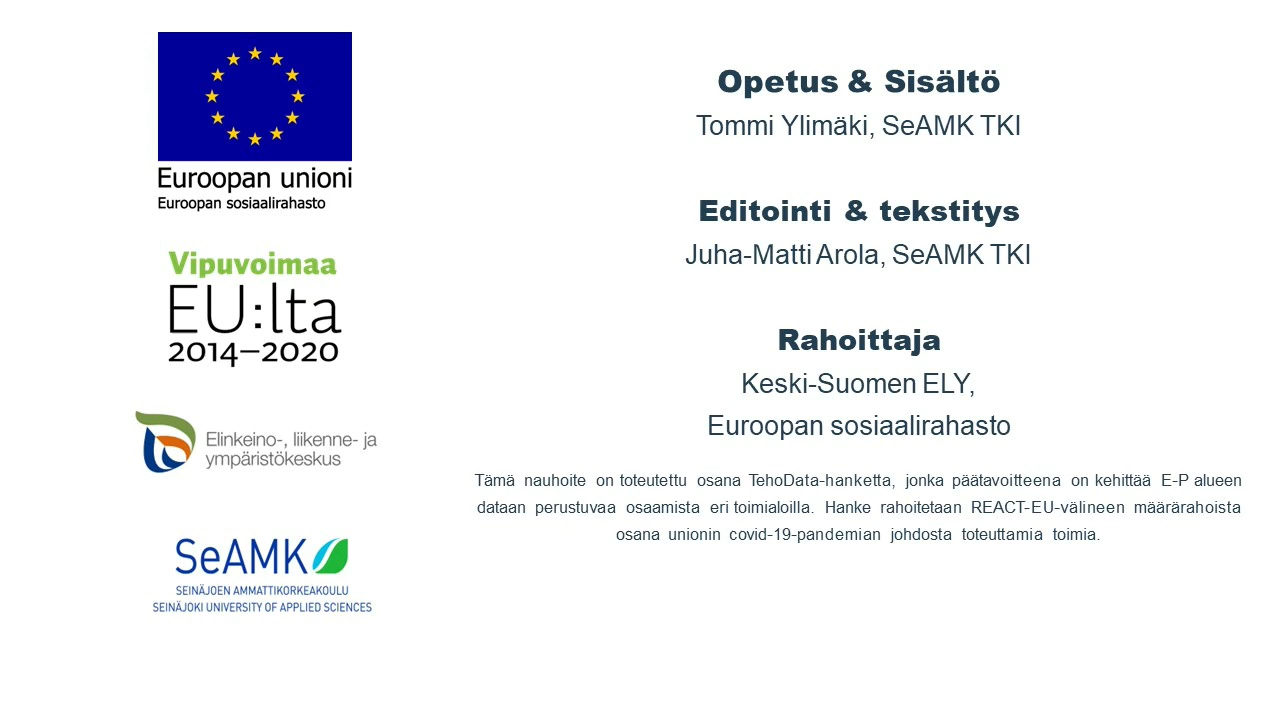 Euroopan unioni
Euroopan sosiaalirahasto
Vipuvoimaa
EU:lta
2014–2020
Elinkeino-, liikenne- ja
ympäristökeskus
SeAMK
SEINÄJOEN AMMATTIKORKEAKOULU
SEINÄJOKI UNIVERSITY OF APPLIED SCIENCES
Opetus & Sisältö
Tommi Ylimäki, SeAMK TKI
Editointi & tekstitys
Juha-Matti Arola, SeAMK TKI
Rahoittaja
Keski-Suomen ELY,
Euroopan sosiaalirahasto
Tämä nauhoite on toteutettu osana TehoData-hanketta, jonka päätavoitteena on kehittää E-P alueen
dataan perustuvaa osaamista eri toimialoilla. Hanke rahoitetaan REACT-EU-välineen määrärahoista
osana unionin covid-19-pandemian johdosta toteuttamia toimia.